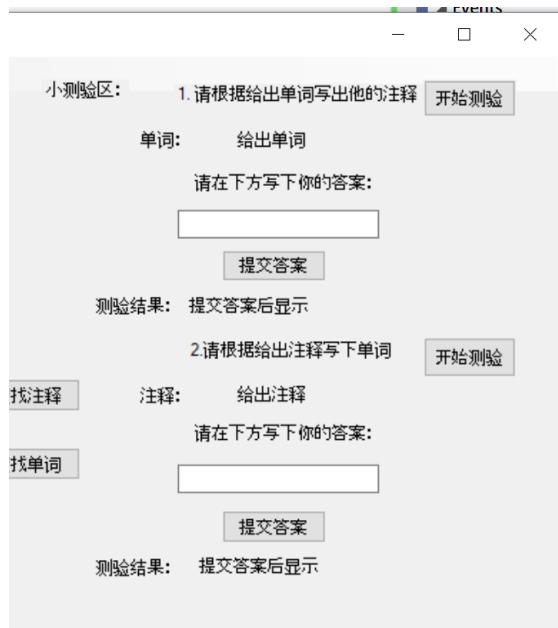 Events
小测验区：
1. 请根据给出单词写出他的注释
开始测验
单词：
给出单词
请在下方写下你的答案：
提交答案
测验结果：
提交答案后显示
2.请根据给出注释写下单词
开始测验
找注释
注释：
给出注释
请在下方写下你的答案：
找单词
提交答案
测验结果：
提交答案后显示